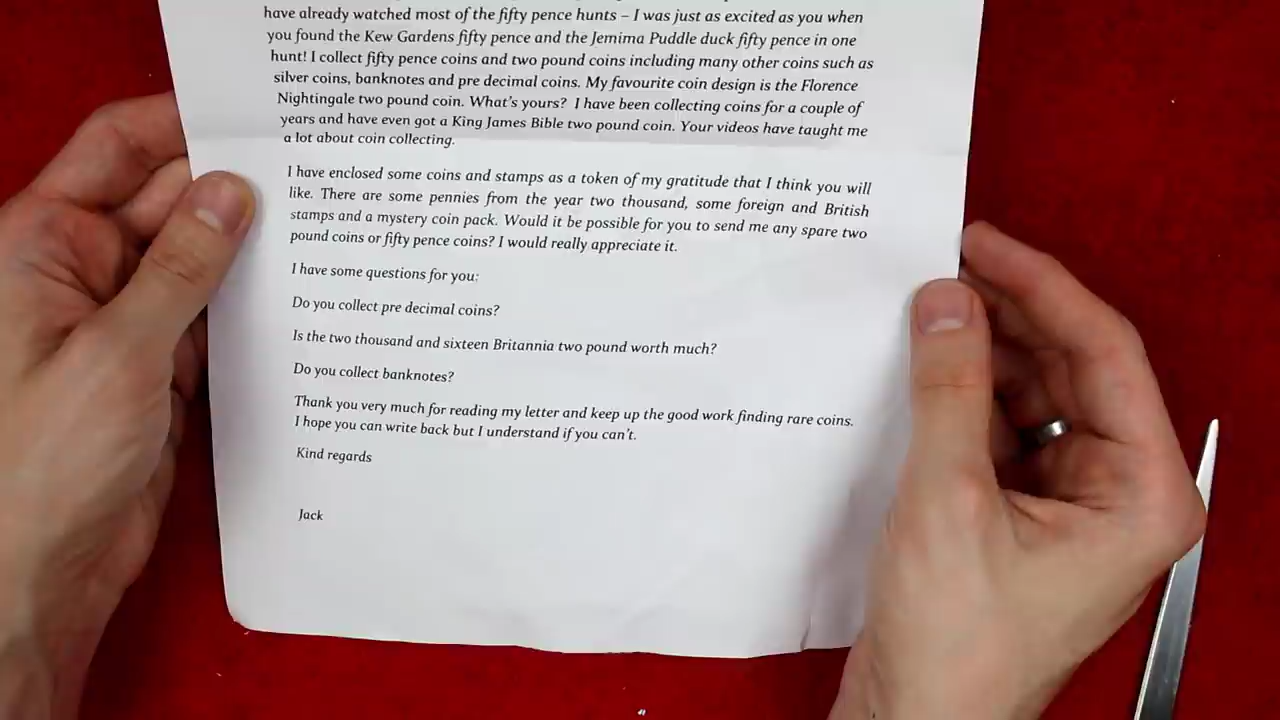 have already watched most of the fifty pence hunts – I was just as excited as you when
you found the Kew Gardens fifty pence and the Jemima Puddle duck fifty pence in one
hunt! I collect fifty pence coins and two pound coins including many other coins such as
silver coins, banknotes and pre decimal coins. My favourite coin design is the Florence
Nightingale two pound coin. What's yours? I have been collecting coins for a couple of
years and have even got a King James Bible two pound coin. Your videos have taught me
a lot about coin collecting.
I have enclosed some coins and stamps as a token of my gratitude that I think you will
like. There are some pennies from the year two thousand, some foreign and British
stamps and a mystery coin pack. Would it be possible for you to send me any spare two
pound coins or fifty pence coins? I would really appreciate it.
I have some questions for you:
Do you collect pre decimal coins?
Is the two thousand and sixteen Britannia two pound worth much?
Do you collect banknotes?
Thank you very much for reading my letter and keep up the good work finding rare coins.
I hope you can write back but I understand if you can't.
Kind regards
Jack